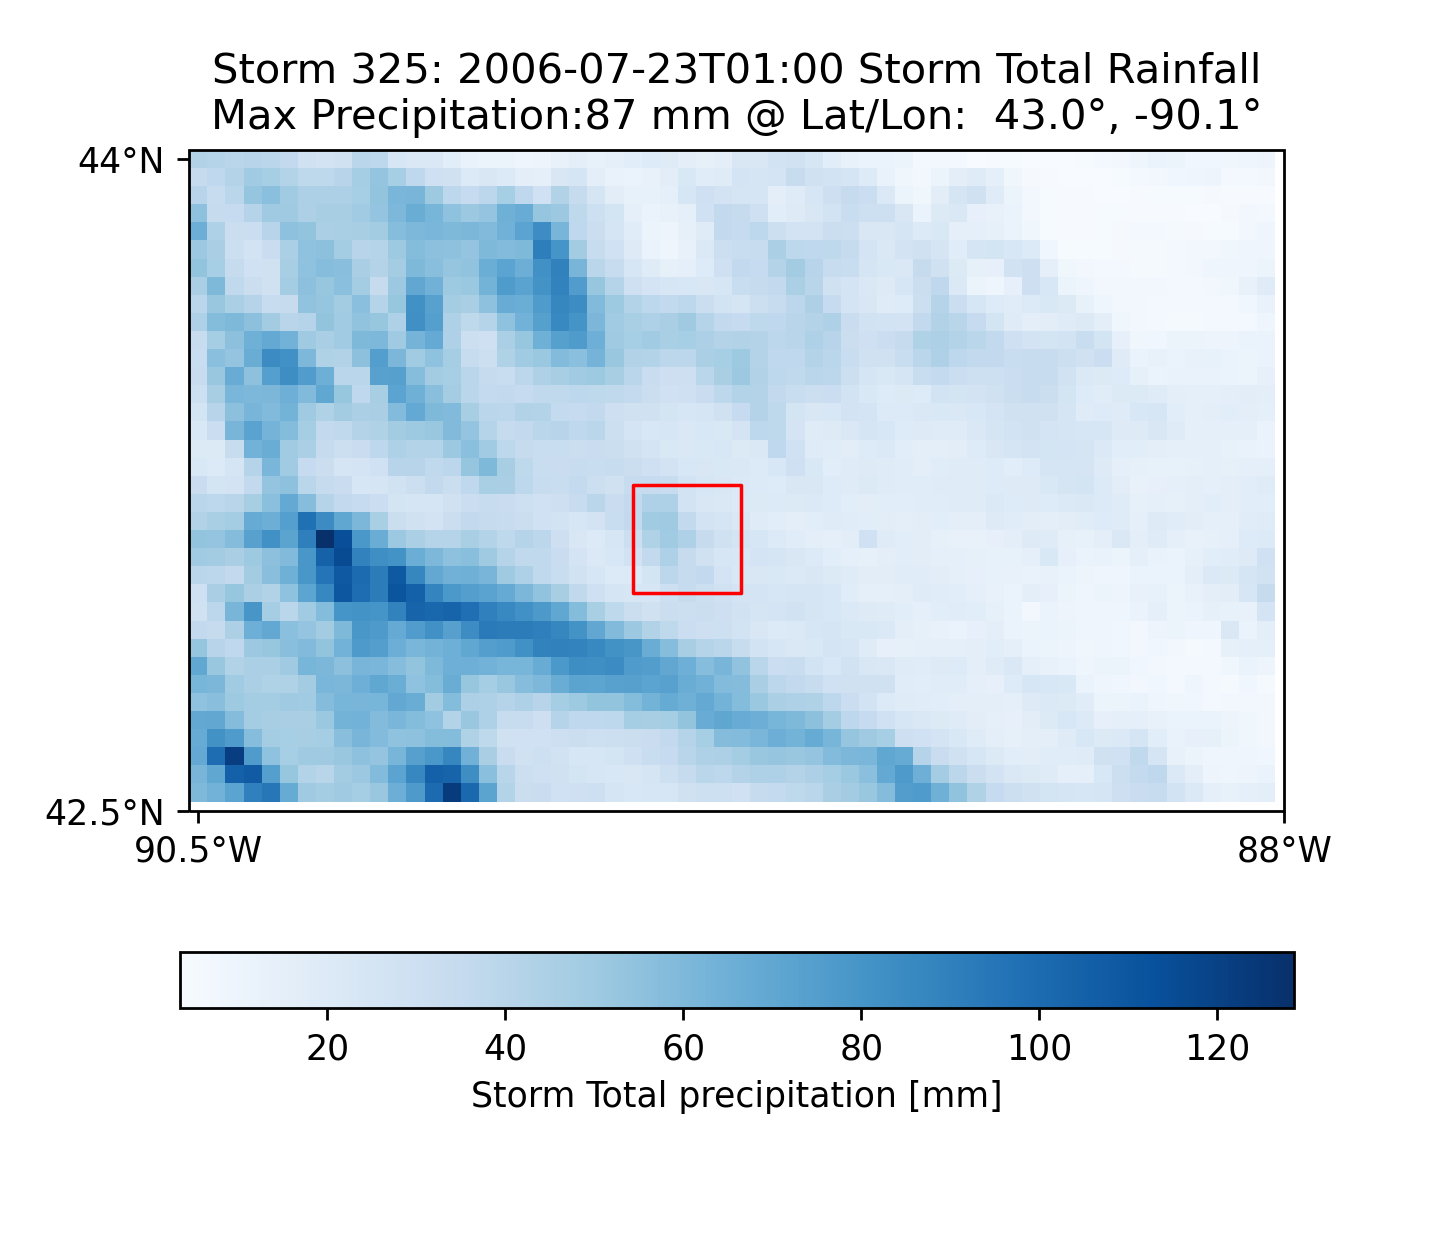 Storm 325: 2006-07-23T01:00 Storm Total Rainfall
Max Precipitation:87 mm @ Lat/Lon:  43.0°, -90.1°
44°N
42.5°N
90.5°W 88°W
20 40 60 80 100 120
Storm Total precipitation [mm]